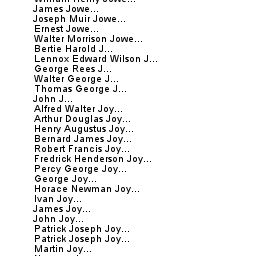 William Henry Jowe...
James Jowe...
Joseph Muir Jowe...
Ernest Jowe...
Walter Morrison Jowe...
Bertie Harold J...
Lennox Edward Wilson J...
George Rees J...
Walter George J...
Thomas George J...
John J...
Alfred Walter Joy...
Arthur Douglas Joy...
Henry Augustus Joy...
Bernard James Joy...
Robert Francis Joy...
Fredrick Henderson Joy...
Percy George Joy...
George Joy...
Horace Newman Joy...
Ivan Joy...
James Joy...
John Joy...
Patrick Joseph Joy...
Patrick Joseph Joy...
Martin Joy...